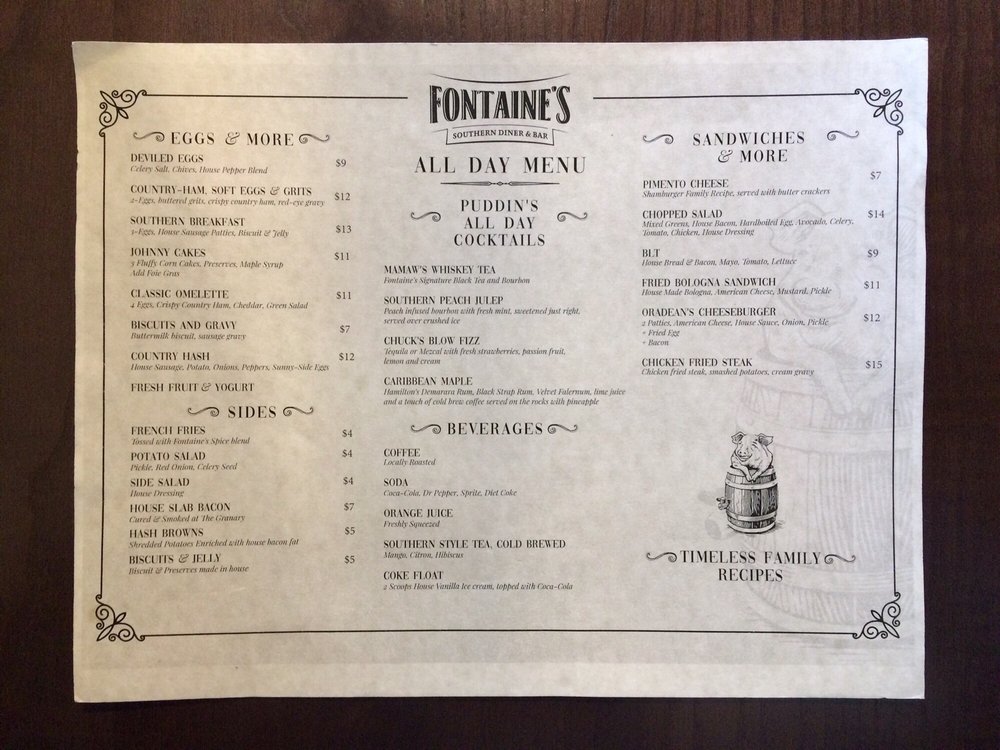 FONTAINE'S
SOUTHERN DINER & BAR
ALL DAY MENU
EGGS & MORE
DEVILED EGGS $9
Celery Salt, Chives, House Pepper Blend
COUNTRY-HAM, SOFT EGGS & GRITS $12
2-Eggs, buttered grits, crispy country ham, red-eye gravy
SOUTHERN BREAKFAST $13
2-Eggs, House Sausage Patties, Biscuit & Jelly
JOHNNY CAKES $11
3 Fluffy Corn Cakes, Preserves, Maple Syrup
Add Foie Gras
CLASSIC OMELETTE $11
4 Eggs, Crispy Country Ham, Cheddar, Green Salad
BISCUITS AND GRAVY $7
Buttermilk biscuit, sausage gravy
COUNTRY HASH $12
House Sausage, Potato, Onions, Peppers, Sunny-Side Eggs
FRESH FRUIT & YOGURT
SIDES
FRENCH FRIES $4
Tossed with Fontaine's Spice blend
POTATO SALAD $4
Pickle, Red Onion, Celery Seed
SIDE SALAD $4
House Dressing
HOUSE SLAB BACON $7
Cured & Smoked at The Granary
HASH BROWNS $5
Shredded Potatoes Enriched with house bacon fat
BISCUITS & JELLY $5
Biscuit & Preserves made in house
PUDDIN'S
ALL DAY
COCKTAILS
MAMAW'S WHISKEY TEA
Fontaine's Signature Black Tea and Bourbon
SOUTHERN PEACH JULEP
Peach infused bourbon with fresh mint, sweetened just right,
served over crushed ice
CHUCK'S BLOW FIZZ
Tequila or Mezcal with fresh strawberries, passion fruit,
lemon and cream
CARIBBEAN MAPLE
Hamilton's Demarara Rum, Black Strap Rum, Velvet Falernum, lime juice
and a touch of cold brew coffee served on the rocks with pineapple
BEVERAGES
COFFEE
Locally Roasted
SODA
Coca-Cola, Dr Pepper, Sprite, Diet Coke
ORANGE JUICE
Freshly Squeezed
SOUTHERN STYLE TEA, COLD BREWED
Mango, Citron, Hibiscus
COKE FLOAT
2 Scoops House Vanilla Ice cream, topped with Coca-Cola
SANDWICHES
& MORE
PIMENTO CHEESE $7
Shamburger Family Recipe, served with butter crackers
CHOPPED SALAD $14
Mixed Greens, House Bacon, Hardboiled Egg, Avocado, Celery,
Tomato, Chicken, House Dressing
BLT $9
House Bread & Bacon, Mayo, Tomato, Lettuce
FRIED BOLOGNA SANDWICH $11
House Made Bologna, American Cheese, Mustard, Pickle
ORADEAN'S CHEESEBURGER $12
2 Patties, American Cheese, House Sauce, Onion, Pickle
+ Fried Egg
+ Bacon
CHICKEN FRIED STEAK $15
Chicken fried steak, smashed potatoes, cream gravy
TIMELESS FAMILY
RECIPES